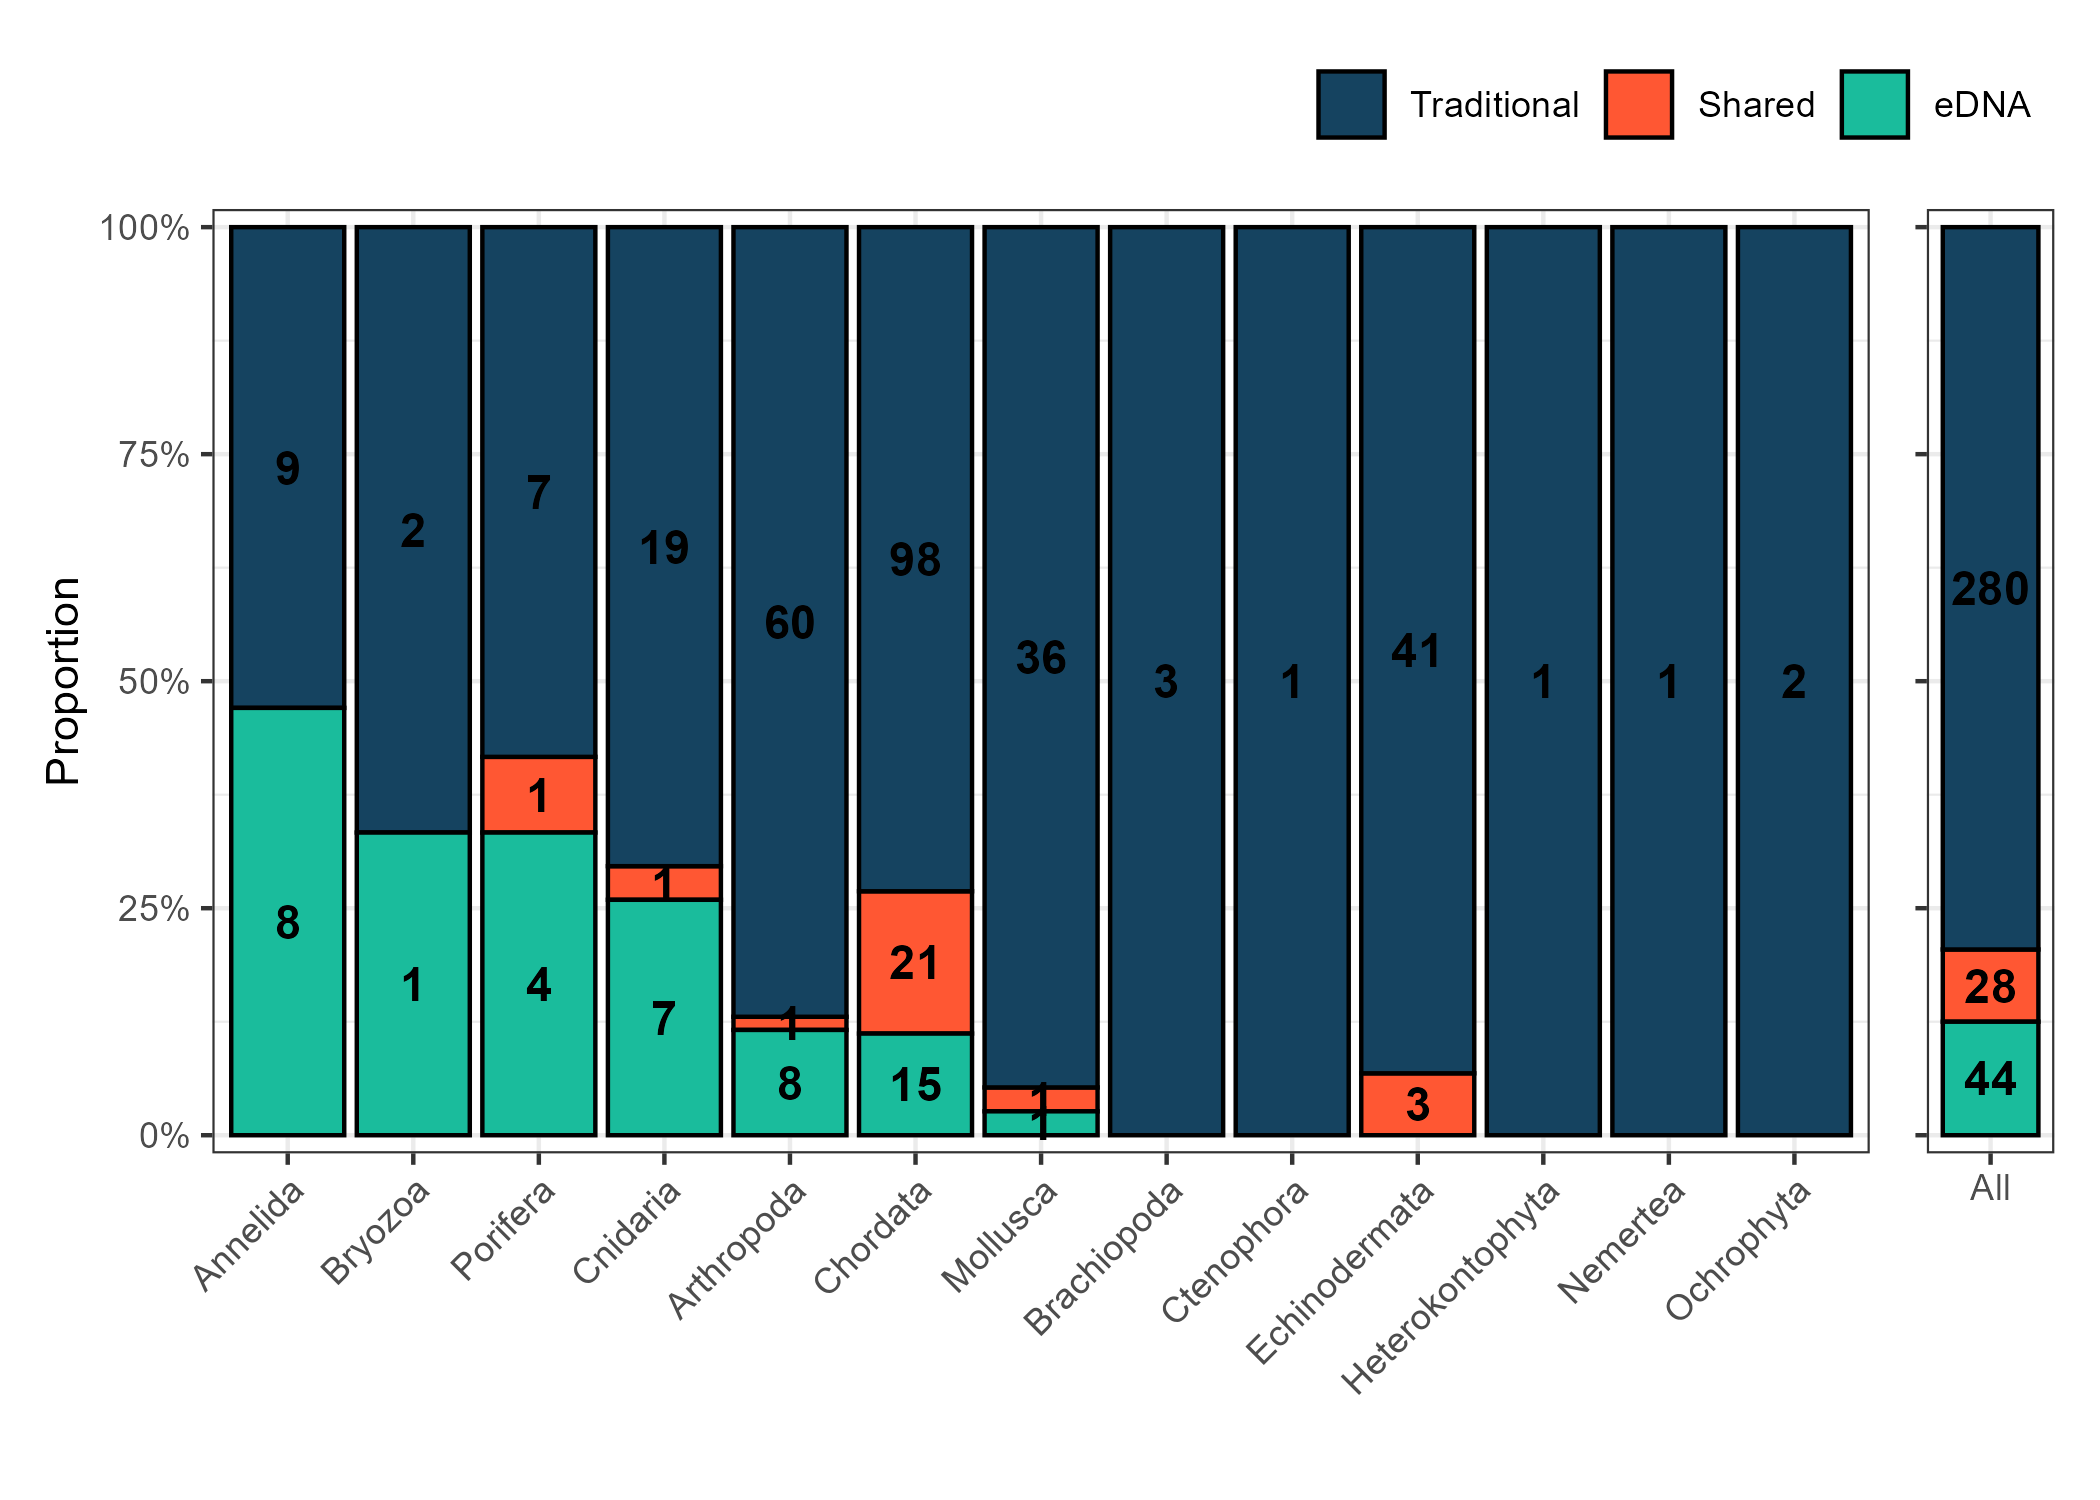 Traditional Shared eDNA
Proportion
100%
75%
50%
25%
0%
9
8
2
1
7
1
4
19
1
7
60
1
8
98
21
15
36
1
1
3
1
41
3
1
1
2
280
28
44
Annelida
Bryozoa
Porifera
Cnidaria
Arthropoda
Chordata
Mollusca
Brachiopoda
Ctenophora
Echinodermata
Heterokontophyta
Nemertea
Ochrophyta
All